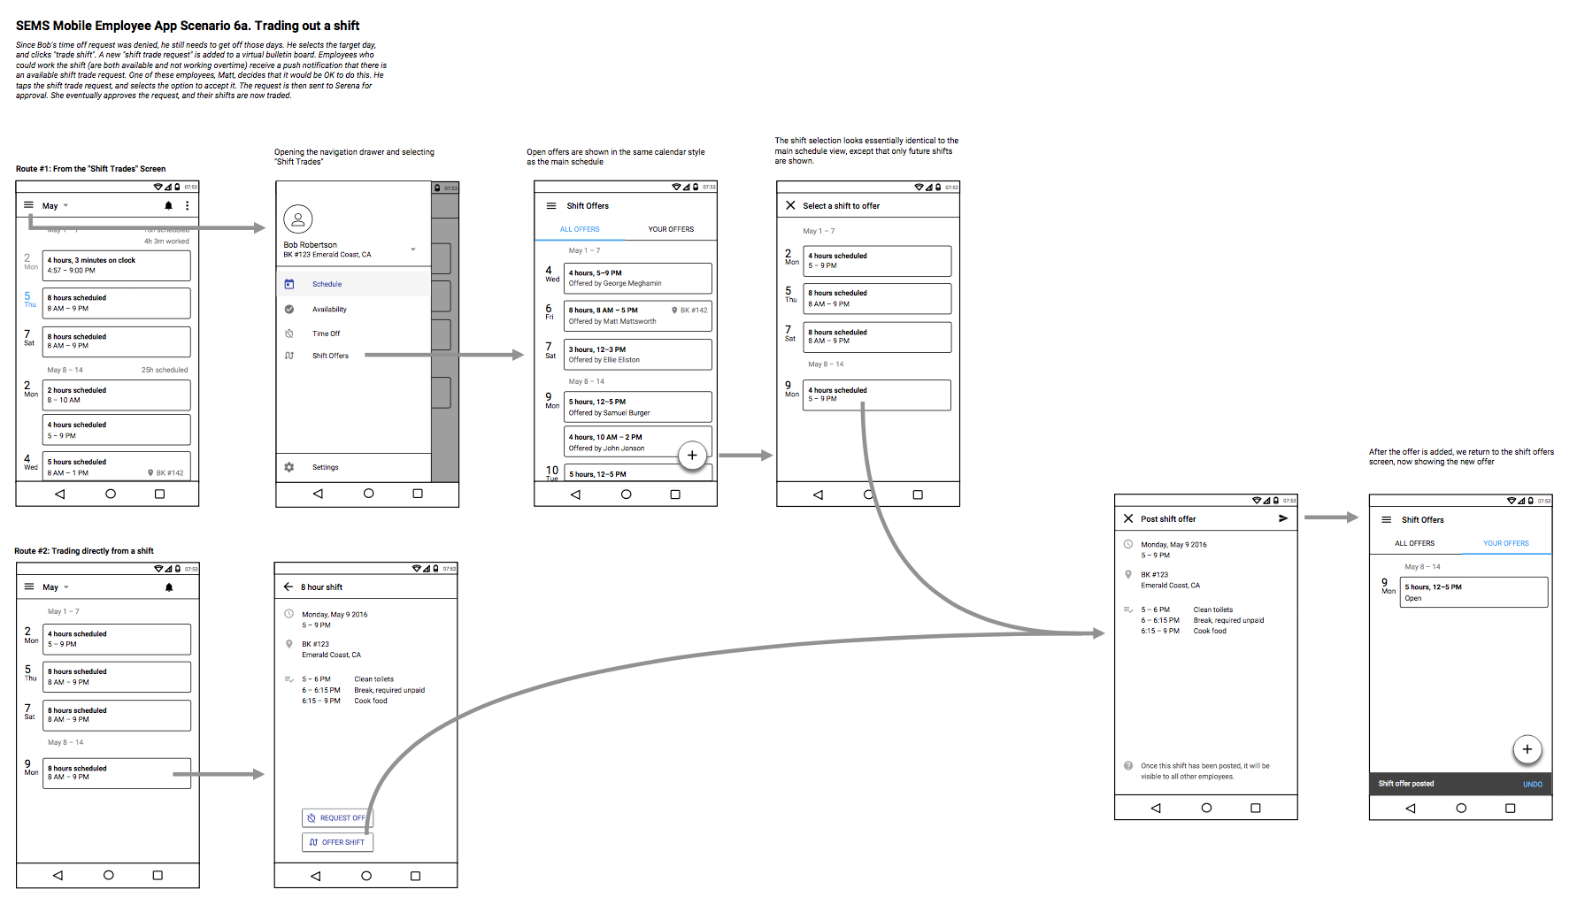 SEMS Mobile Employee App Scenario 6a. Trading out a shift
Since Bob's time off request was denied, he still needs to get off those days. He selects the target day,
and clicks "trade shift". A new "shift trade request" is added to a virtual bulletin board. Employees who
could work the shift (are both available and not working overtime) receive a push notification that there is
an available shift trade request. One of these employees, Matt, decides that it would be OK to do this. He
taps the shift trade request, and selects the option to accept it. The request is then sent to Serena for
approval. She eventually approves the request, and their shifts are now traded.
Route #1: From the "Shift Trades" Screen
07:53
May
May 1 – 7
scheduled
4h 3m worked
2
Mon
4 hours, 3 minutes on clock
4:57 – 9:00 PM
5
Thu
8 hours scheduled
8 AM – 9 PM
7
Sat
8 hours scheduled
8 AM – 9 PM
May 8 – 14
25h scheduled
2
Mon
2 hours scheduled
8 – 10 AM
4 hours scheduled
5 – 9 PM
4
Wed
5 hours scheduled
8 AM – 1 PM
BK #142
Opening the navigation drawer and selecting
"Shift Trades"
07:53
Bob Robertson
BK #123 Emerald Coast, CA
Schedule
Availability
Time Off
Shift Offers
Settings
Open offers are shown in the same calendar style
as the main schedule
07:53
Shift Offers
ALL OFFERS
YOUR OFFERS
May 1 – 7
4
Wed
4 hours, 5–9 PM
Offered by George Meghamin
6
Fri
8 hours, 8 AM – 5 PM
BK #142
Offered by Matt Mattsworth
7
Sat
3 hours, 12–3 PM
Offered by Ellie Eliston
May 8 – 14
9
Mon
5 hours, 12–5 PM
Offered by Samuel Burger
4 hours, 10 AM – 2 PM
Offered by John Jonson
10
Tue
5 hours, 12–5 PM
The shift selection looks essentially identical to the
main schedule view, except that only future shifts
are shown.
07:53
Select a shift to offer
May 1 – 7
2
Mon
4 hours scheduled
5 – 9 PM
5
Thu
8 hours scheduled
8 AM – 9 PM
7
Sat
8 hours scheduled
8 AM – 9 PM
May 8 – 14
9
Mon
4 hours scheduled
5 – 9 PM
Route #2: Trading directly from a shift
07:53
May
May 1 – 7
2
Mon
4 hours scheduled
5 – 9 PM
5
Thu
8 hours scheduled
8 AM – 9 PM
7
Sat
8 hours scheduled
8 AM – 9 PM
May 8 – 14
9
Mon
8 hours scheduled
8 AM – 9 PM
07:53
8 hour shift
Monday, May 9 2016
5 – 9 PM
BK #123
Emerald Coast, CA
5 – 6 PM Clean toilets
6 – 6:15 PM Break, required unpaid
6:15 – 9 PM Cook food
REQUEST OFF
OFFER SHIFT
07:53
Post shift offer
Monday, May 9 2016
5 – 9 PM
BK #123
Emerald Coast, CA
5 – 6 PM Clean toilets
6 – 6:15 PM Break, required unpaid
6:15 – 9 PM Cook food
Once this shift has been posted, it will be
visible to all other employees.
After the offer is added, we return to the shift offers
screen, now showing the new offer
07:53
Shift Offers
ALL OFFERS
YOUR OFFERS
May 8 – 14
9
Mon
5 hours, 12–5 PM
Open
Shift offer posted
UNDO